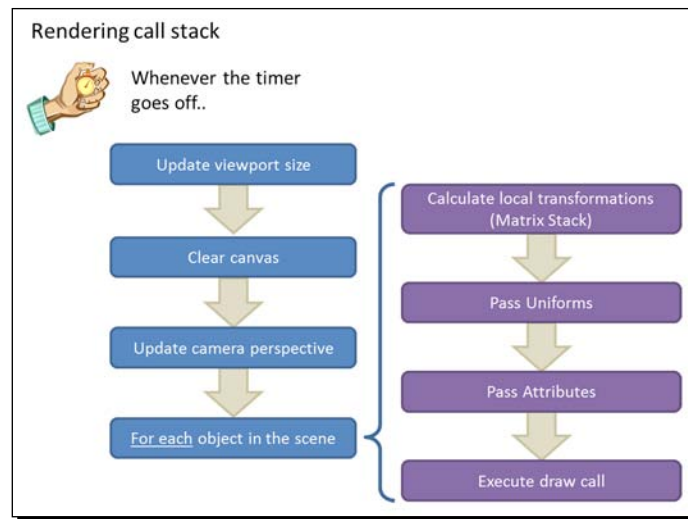 Rendering call stack
Whenever the timer
goes off..
Update viewport size
Clear canvas
Update camera perspective
For each object in the scene
Calculate local transformations
(Matrix Stack)
Pass Uniforms
Pass Attributes
Execute draw call